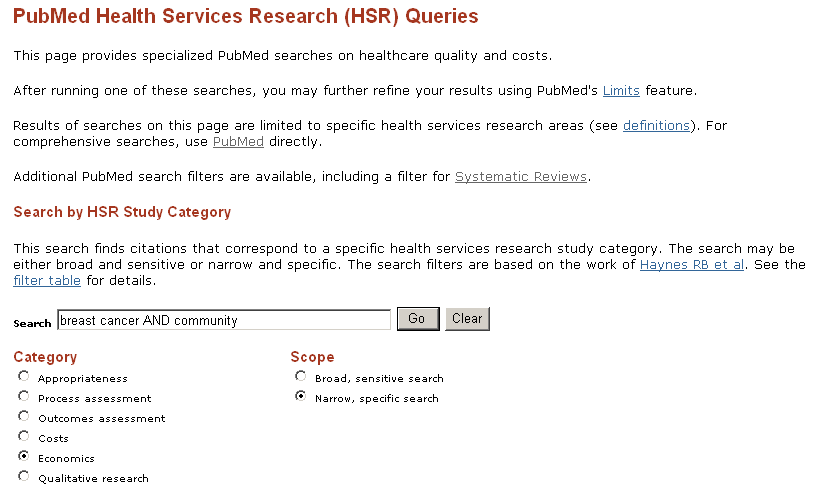 PubMed Health Services Research (HSR) Queries
This page provides specialized PubMed searches on healthcare quality and costs.
After running one of these searches, you may further refine your results using PubMed's Limits feature.
Results of searches on this page are limited to specific health services research areas (see definitions). For
comprehensive searches, use PubMed directly.
Additional PubMed search filters are available, including a filter for Systematic Reviews.
Search by HSR Study Category
This search finds citations that correspond to a specific health services research study category. The search may be
either broad and sensitive or narrow and specific. The search filters are based on the work of Haynes RB et al. See the
filter table for details.
Search breast cancer AND community Go Clear
Category Scope
Appropriateness Broad, sensitive search
Process assessment Narrow, specific search
Outcomes assessment
Costs
Economics
Qualitative research